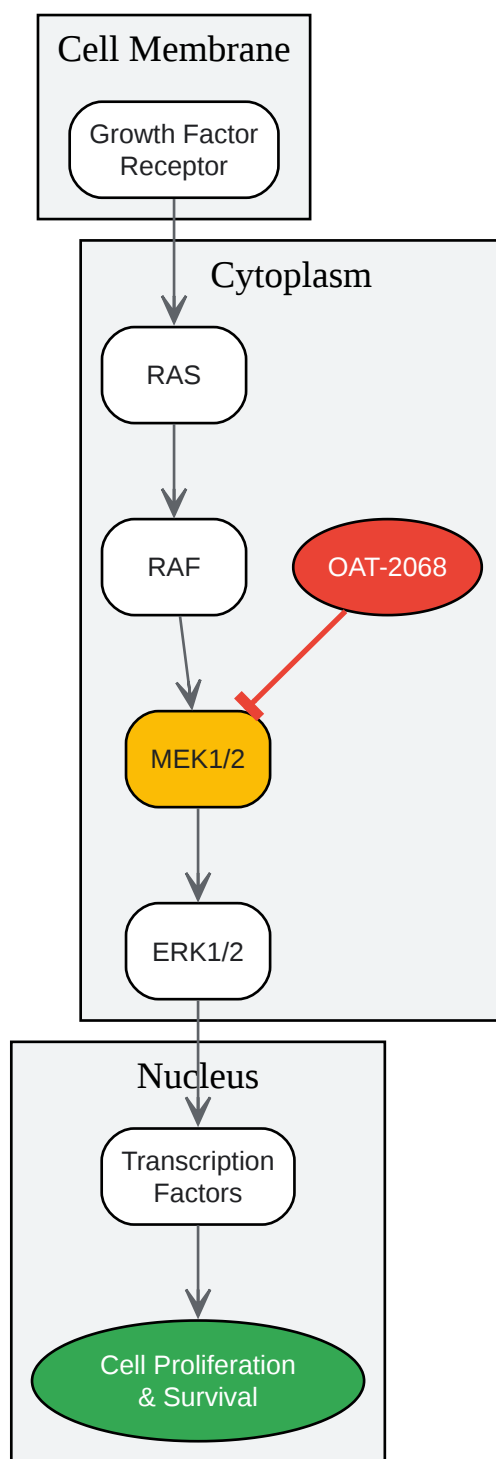 Cell Membrane
Growth Factor
Receptor
Cytoplasm
RAS
RAF
OAT-2068
MEK1/2
ERK1/2
Nucleus
Transcription
Factors
Cell Proliferation
& Survival